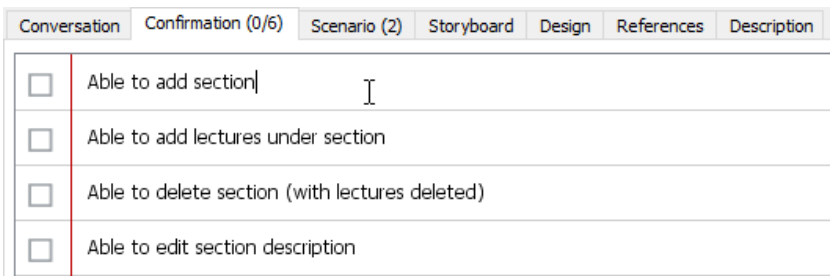 Conversation Confirmation (0/6) Scenario (2) Storyboard Design References Description
Able to add section
Able to add lectures under section
Able to delete section (with lectures deleted)
Able to edit section description